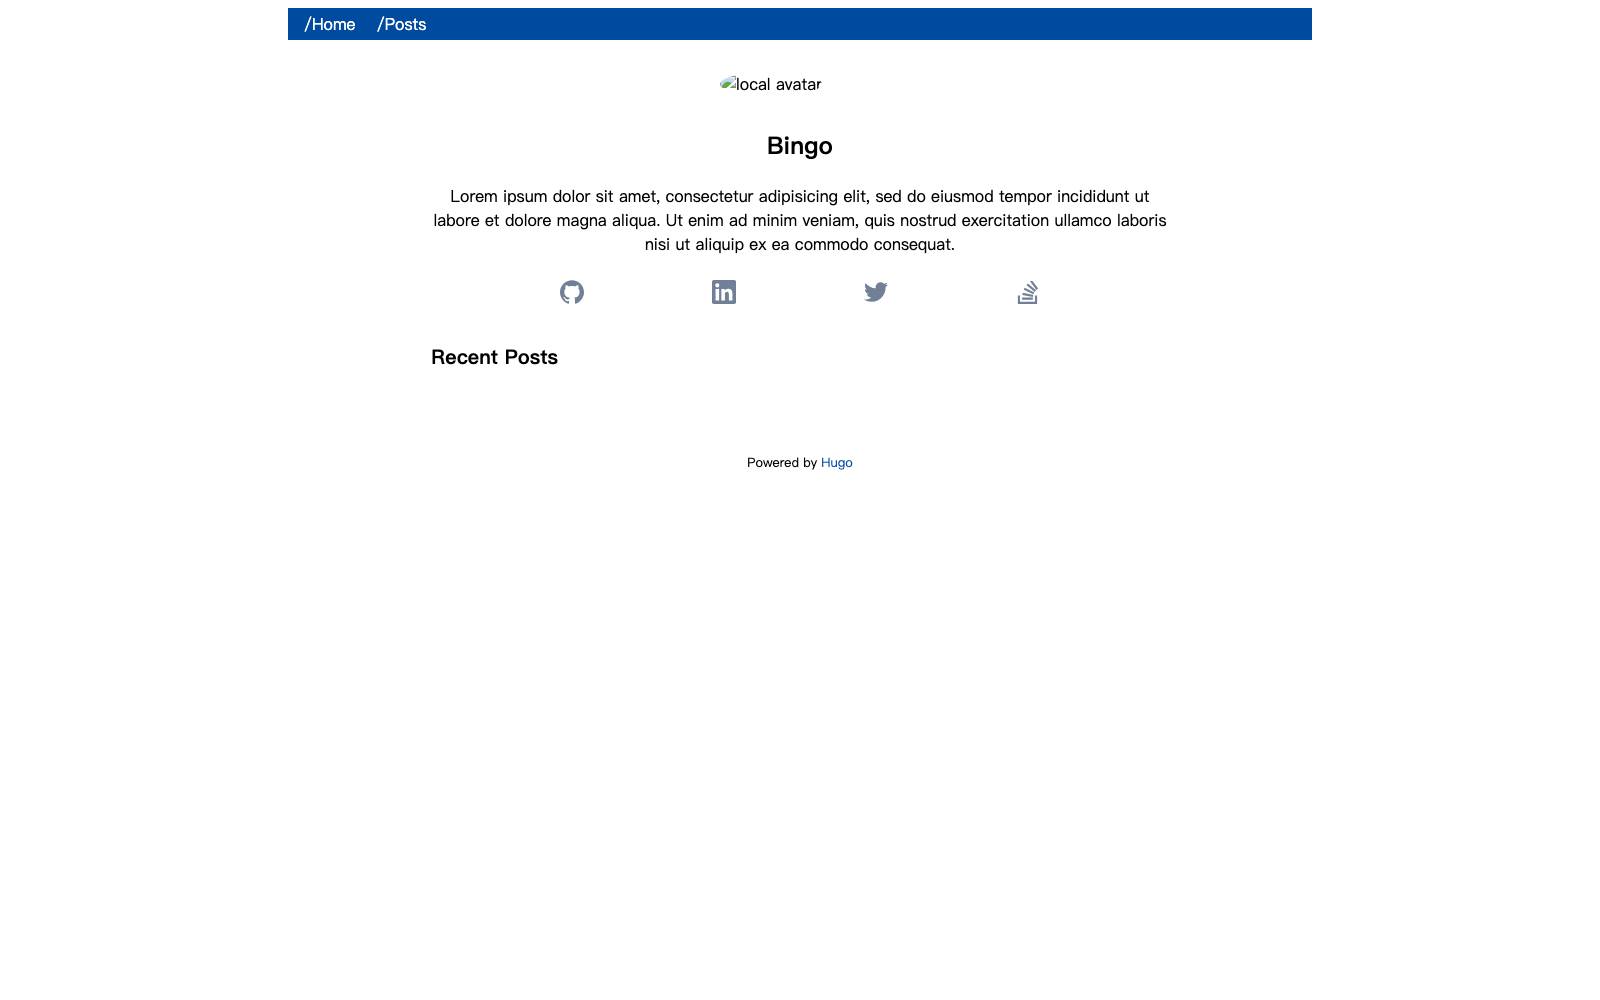 /Home /Posts
local avatar
Bingo
Lorem ipsum dolor sit amet, consectetur adipisicing elit, sed do eiusmod tempor incididunt ut
labore et dolore magna aliqua. Ut enim ad minim veniam, quis nostrud exercitation ullamco laboris
nisi ut aliquip ex ea commodo consequat.
Recent Posts
Powered by Hugo